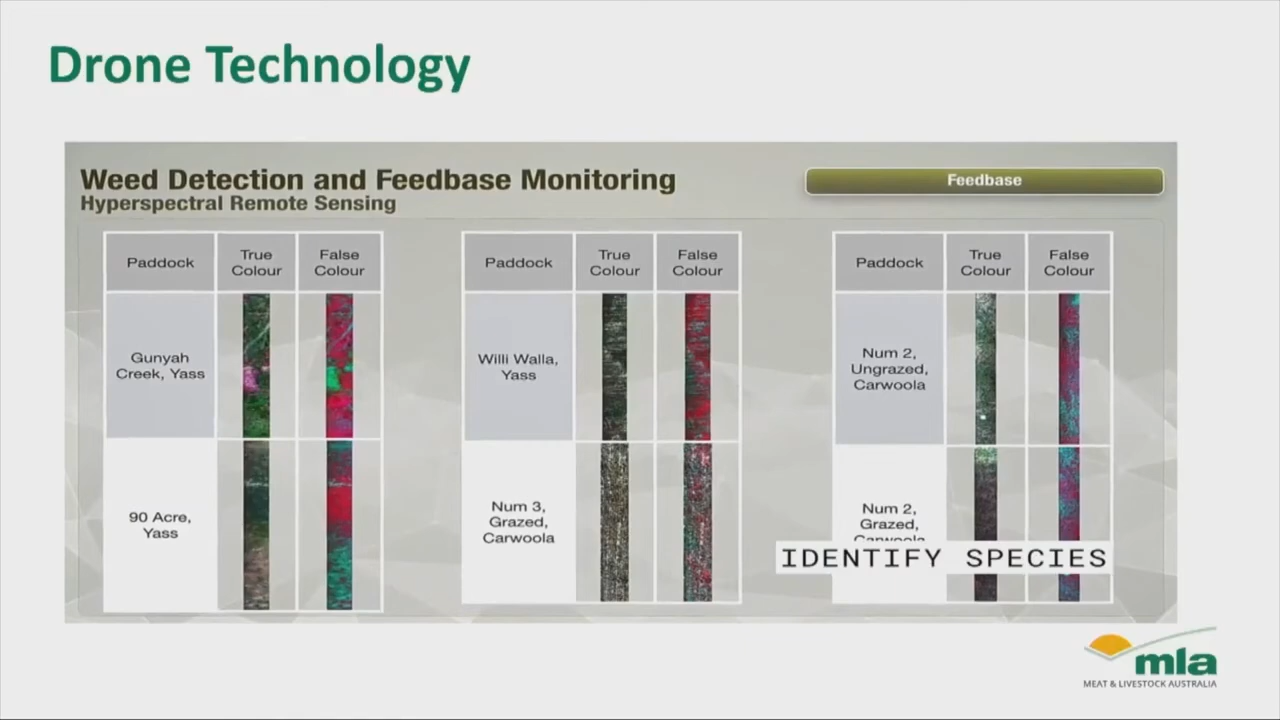 Drone Technology
Weed Detection and Feedbase Monitoring
Hyperspectral Remote Sensing
Feedbase
Paddock
True
Colour
False
Colour
Gunyah
Creek, Yass
90 Acre,
Yass
Paddock
True
Colour
False
Colour
Willi Walla,
Yass
Num 3,
Grazed,
Carwoola
Paddock
True
Colour
False
Colour
Num 2,
Ungrazed,
Carwoola
Num 2,
Grazed,
Carwoola
IDENTIFY SPECIES
mla
MEAT & LIVESTOCK AUSTRALIA